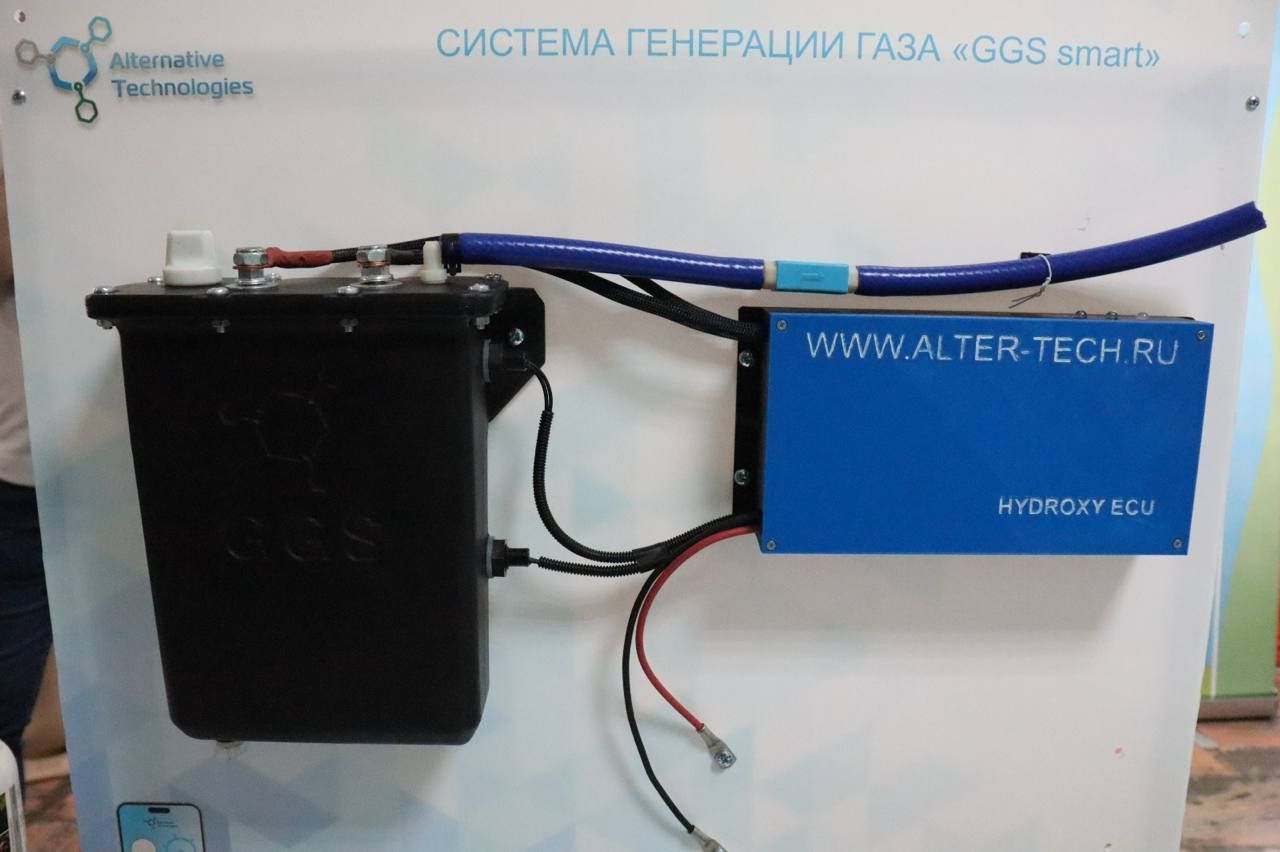 Alternative
Technologies
СИСТЕМА ГЕНЕРАЦИИ ГАЗА «GGS smart»
WWW.ALTER-TECH.RU
HYDROXY ECU
GGS